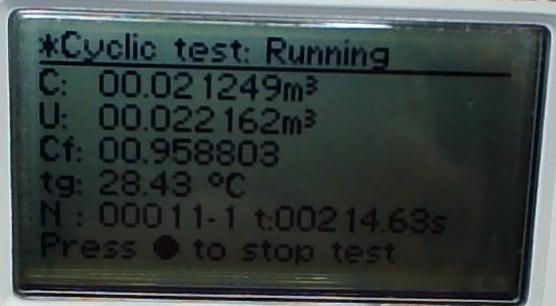 *Cyclic test: Running
C: 00.021249m³
U: 00.022162m³
Cf: 00.958803
tg: 28.43 °C
N : 00011-1 t:00214.63s
Press ● to stop test